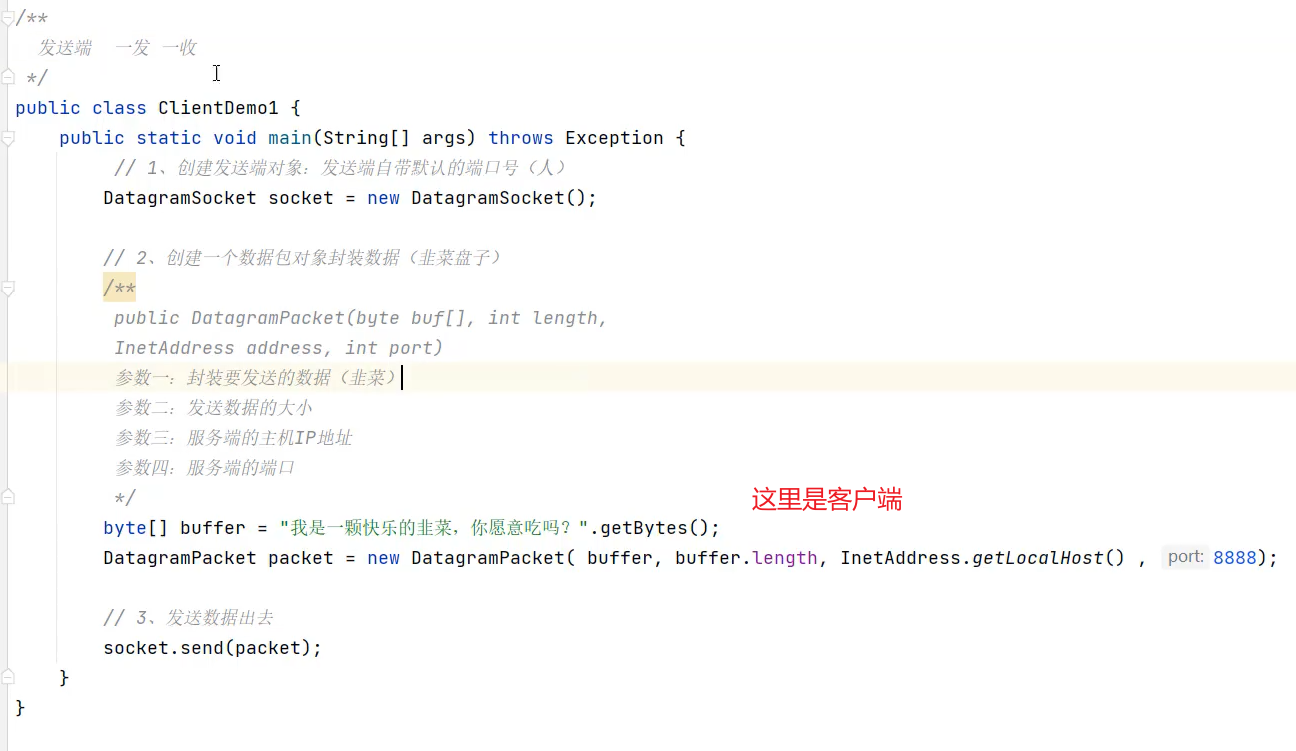 /**
发送端 一发 一收
*/
public class ClientDemo1 {
public static void main(String[] args) throws Exception {
// 1、创建发送端对象：发送端自带默认的端口号（人）
DatagramSocket socket = new DatagramSocket();
// 2、创建一个数据包对象封装数据（韭菜盘子）
/**
public DatagramPacket(byte buf[], int length,
InetAddress address, int port)
参数一：封装要发送的数据（韭菜）
参数二：发送数据的大小
参数三：服务端的主机IP地址
参数四：服务端的端口
*/
这里是客户端
byte[] buffer = "我是一颗快乐的韭菜，你愿意吃吗？".getBytes();
DatagramPacket packet = new DatagramPacket( buffer, buffer.length, InetAddress.getLocalHost() , port: 8888);
// 3、发送数据出去
socket.send(packet);
}
}